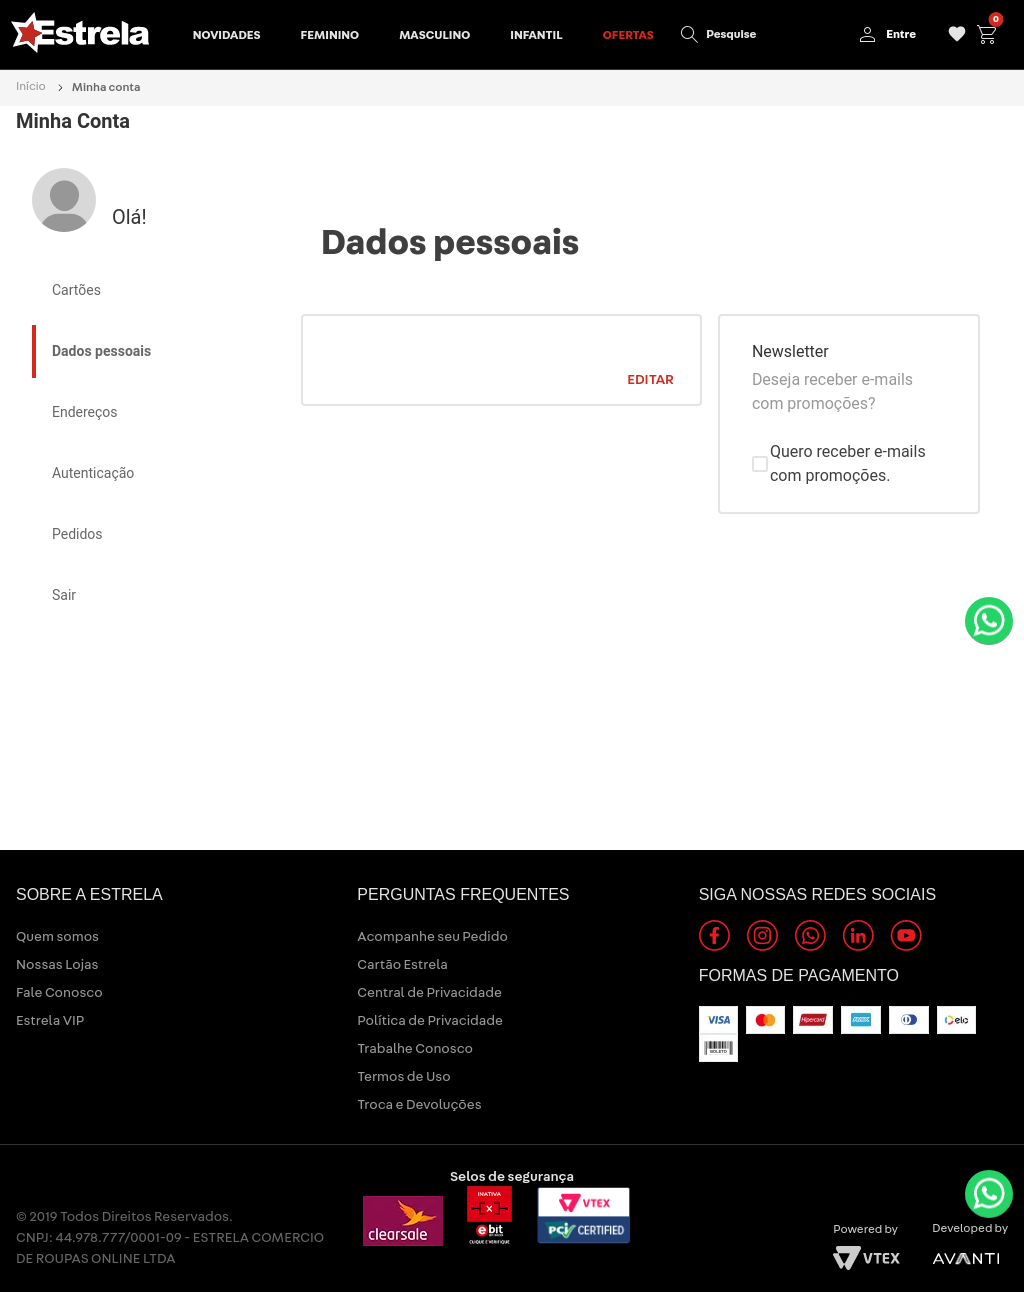 Estrela
NOVIDADES
FEMININO
MASCULINO
INFANTIL
OFERTAS
Pesquise
Entre
0
Início
Minha conta
Minha Conta
Olá!
Cartões
Dados pessoais
Endereços
Autenticação
Pedidos
Sair
Dados pessoais
EDITAR
Newsletter
Deseja receber e-mails
com promoções?
Quero receber e-mails
com promoções.
SOBRE A ESTRELA
Quem somos
Nossas Lojas
Fale Conosco
Estrela VIP
PERGUNTAS FREQUENTES
Acompanhe seu Pedido
Cartão Estrela
Central de Privacidade
Política de Privacidade
Trabalhe Conosco
Termos de Uso
Troca e Devoluções
SIGA NOSSAS REDES SOCIAIS
FORMAS DE PAGAMENTO
VISA
Hipercard
elo
BOLETO
© 2019 Todos Direitos Reservados.
CNPJ: 44.978.777/0001-09 - ESTRELA COMERCIO
DE ROUPAS ONLINE LTDA
Selos de segurança
clearsale
INATIVA
ebit
CLIQUE E VERIFIQUE
VTEX
PCI CERTIFIED
Powered by
VTEX
Developed by
AVANTI